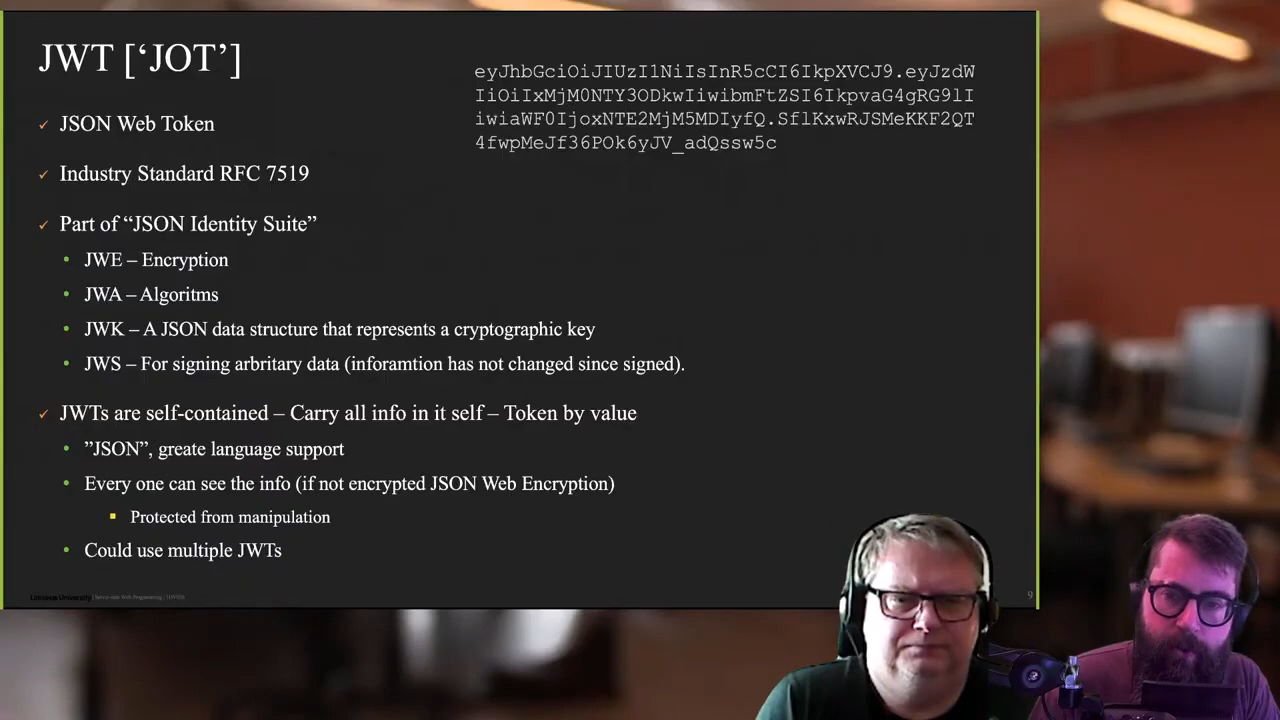 JWT [‘JOT’]
eyJhbGciOiJIUzI1NiIsInR5cCI6IkpXVCJ9.eyJzdW
IiOiIxMjM0NTY3ODkwIiwibmFtZSI6IkpvaG4gRG9lI
iwiaWF0IjoxNTE2MjM5MDIyfQ.SflKxwRJSMeKKF2QT
4fwpMeJf36POk6yJV_adQssw5c
✓ JSON Web Token
✓ Industry Standard RFC 7519
✓ Part of “JSON Identity Suite”
• JWE – Encryption
• JWA – Algoritms
• JWK – A JSON data structure that represents a cryptographic key
• JWS – For signing arbritary data (inforamtion has not changed since signed).
✓ JWTs are self-contained – Carry all info in it self – Token by value
• ”JSON”, greate language support
• Every one can see the info (if not encrypted JSON Web Encryption)
▪ Protected from manipulation
• Could use multiple JWTs
9